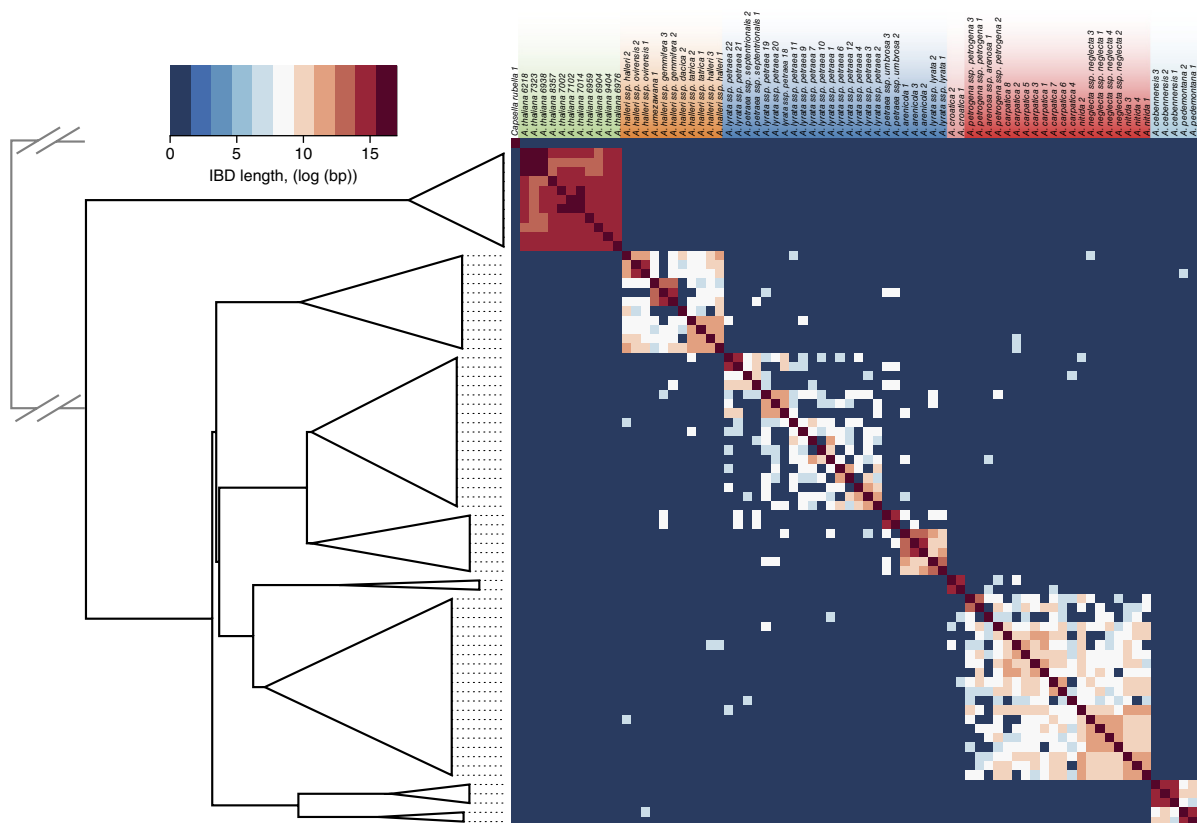 0 5 10 15
IBD length, (log (bp))
Capsella rubella 1
A. thaliana 6218
A. thaliana 7323
A. thaliana 6938
A. thaliana 8357
A. thaliana 7002
A. thaliana 7102
A. thaliana 7014
A. thaliana 6959
A. thaliana 6904
A. thaliana 9404
A. thaliana 6926
A. halleri ssp. halleri 2
A. halleri ssp. ovirensis 2
A. halleri ssp. ovirensis 1
A. umezawana 1
A. halleri ssp. gemmifera 3
A. halleri ssp. gemmifera 2
A. halleri ssp. dacica 2
A. halleri ssp. tatrica 2
A. halleri ssp. tatrica 1
A. halleri ssp. halleri 3
A. halleri ssp. halleri 1
A. lyrata ssp. petraea 22
A. lyrata ssp. petraea 21
A. petraea ssp. septentrionalis 2
A. petraea ssp. septentrionalis 1
A. lyrata ssp. petraea 19
A. lyrata ssp. petraea 20
A. lyrata ssp. petraea 18
A. lyrata ssp. petraea 11
A. lyrata ssp. petraea 9
A. lyrata ssp. petraea 7
A. lyrata ssp. petraea 10
A. lyrata ssp. petraea 1
A. lyrata ssp. petraea 6
A. lyrata ssp. petraea 12
A. lyrata ssp. petraea 4
A. lyrata ssp. petraea 3
A. lyrata ssp. petraea 2
A. petraea ssp. umbrosa 3
A. petraea ssp. umbrosa 2
A. arenicola 1
A. arenicola 3
A. arenicola 2
A. lyrata ssp. lyrata 2
A. lyrata ssp. lyrata 1
A. croatica 2
A. croatica 1
A. petrogena ssp. petrogena 3
A. petrogena ssp. petrogena 1
A. arenosa ssp. arenosa 1
A. petrogena ssp. petrogena 2
A. carpatica 8
A. carpatica 2
A. carpatica 5
A. carpatica 3
A. carpatica 1
A. carpatica 7
A. carpatica 6
A. carpatica 4
A. nitida 2
A. neglecta ssp. neglecta 3
A. neglecta ssp. neglecta 1
A. neglecta ssp. neglecta 4
A. neglecta ssp. neglecta 2
A. nitida 3
A. nitida 4
A. nitida 1
A. cebennensis 3
A. cebennensis 2
A. cebennensis 1
A. pedemontana 2
A. pedemontana 1